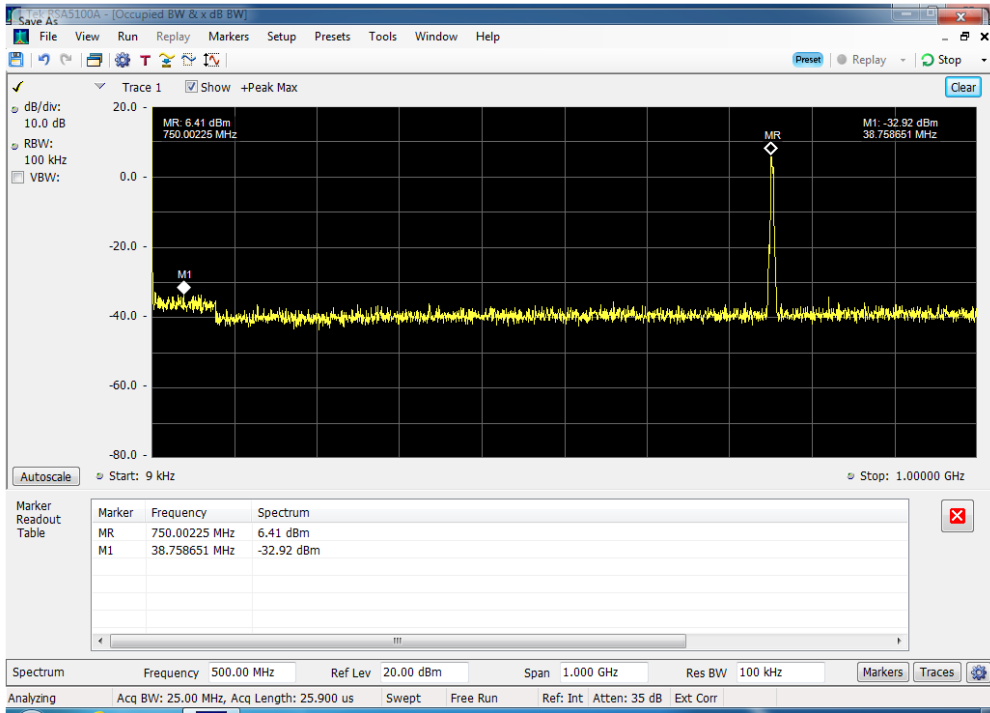 Save As
Tek RSA5100A - [Occupied BW & x dB BW]
File View Run Replay Markers Setup Presets Tools Window Help
T Preset Replay Stop
Trace 1 Show +Peak Max Clear
dB/div:
10.0 dB
RBW:
100 kHz
VBW:
20.0
0.0
-20.0
-40.0
-60.0
-80.0
MR: 6.41 dBm
750.00225 MHz
MR
M1: -32.92 dBm
38.758651 MHz
M1
Autoscale Start: 9 kHz Stop: 1.00000 GHz
Marker
Readout
Table
Marker Frequency Spectrum
MR 750.00225 MHz 6.41 dBm
M1 38.758651 MHz -32.92 dBm
Spectrum Frequency 500.00 MHz Ref Lev 20.00 dBm Span 1.000 GHz Res BW 100 kHz Markers Traces
Analyzing Acq BW: 25.00 MHz, Acq Length: 25.900 us Swept Free Run Ref: Int Atten: 35 dB Ext Corr